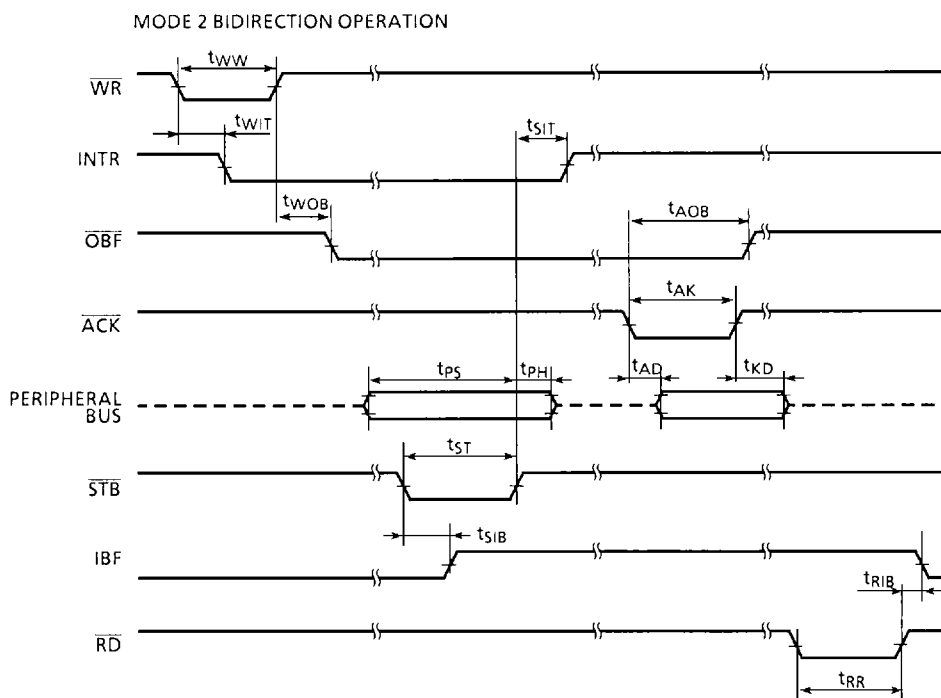 MODE 2 BIDIRECTION OPERATION
WR
tWW
tWIT
INTR
tSIT
tWOB
OBF
tAOB
ACK
tAK
PERIPHERAL
BUS
tPS
tPH
tAD
tKD
STB
tST
IBF
tSIB
tRIB
RD
tRR